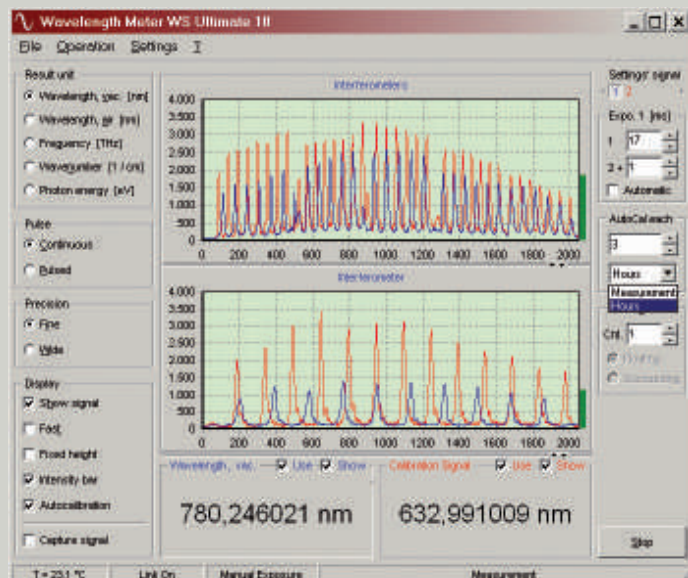 Wavelength Meter WS Ultimate 10
File Operation Settings ?
Result unit
Wavelength, vac. [nm]
Wavelength, air [nm]
Frequency [THz]
Wavenumber [1 / cm]
Photon energy [eV]
Pulse
Continuous
Pulsed
Precision
Fine
Wide
Display
Show signal
Fast
Fixed height
Intensity bar
Autocalibration
Capture signal
Interferometers
4.000
3.500
3.000
2.500
2.000
1.500
1.000
500
0
0 200 400 600 800 1000 1200 1400 1600 1800 2000
Interferometer
4.000
3.500
3.000
2.500
2.000
1.500
1.000
500
0
0 200 400 600 800 1000 1200 1400 1600 1800 2000
Wavelength, vac. Use Show
780,246021 nm
Calibration Signal Use Show
632,991009 nm
Settings' signal
1 2
Expo. 1 [ms]
1 17
2 + 1
Automatic
AutoCal each
3
Hours
Measurement
Hours
Cnt. 1
Stop
T = 23.1 °C Link On Manual Exposure Measurement